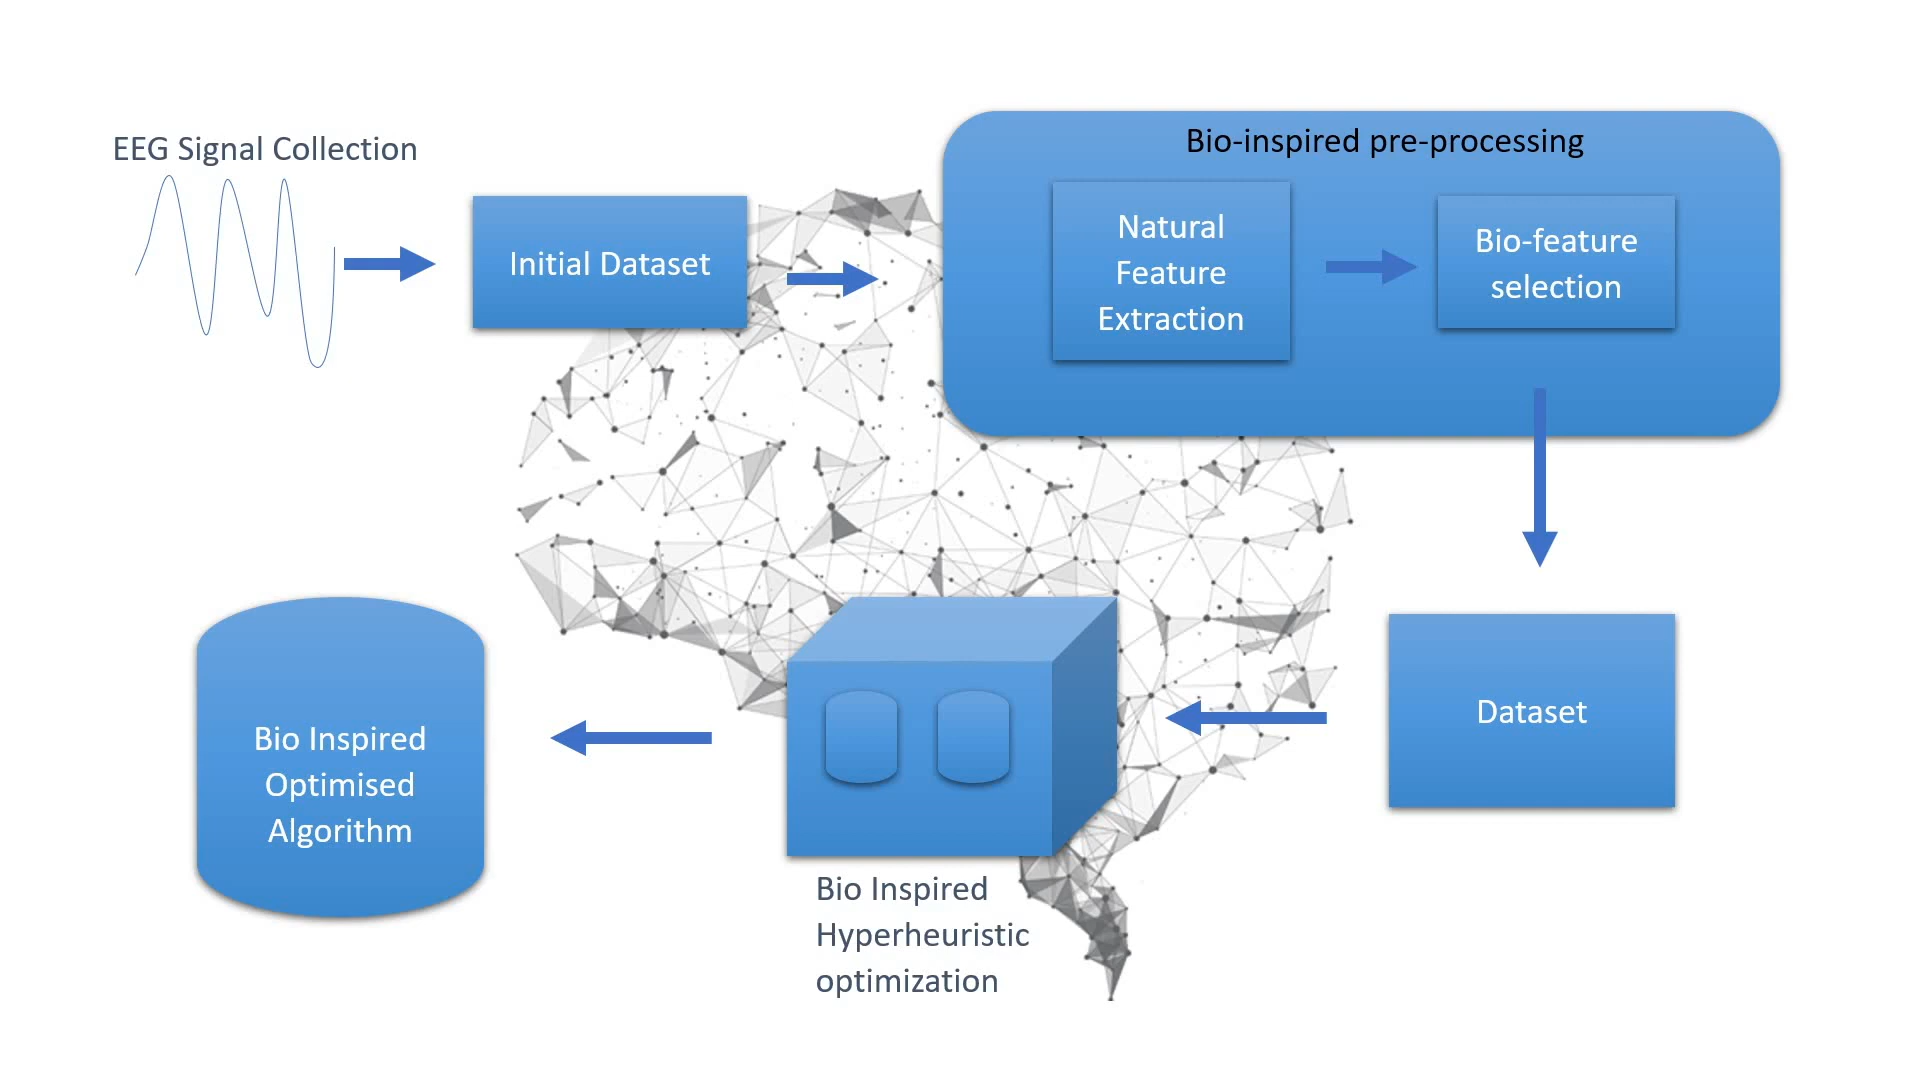 EEG Signal Collection
Initial Dataset
Bio-inspired pre-processing
Natural
Feature
Extraction
Bio-feature
selection
Dataset
Bio Inspired
Hyperheuristic
optimization
Bio Inspired
Optimised
Algorithm